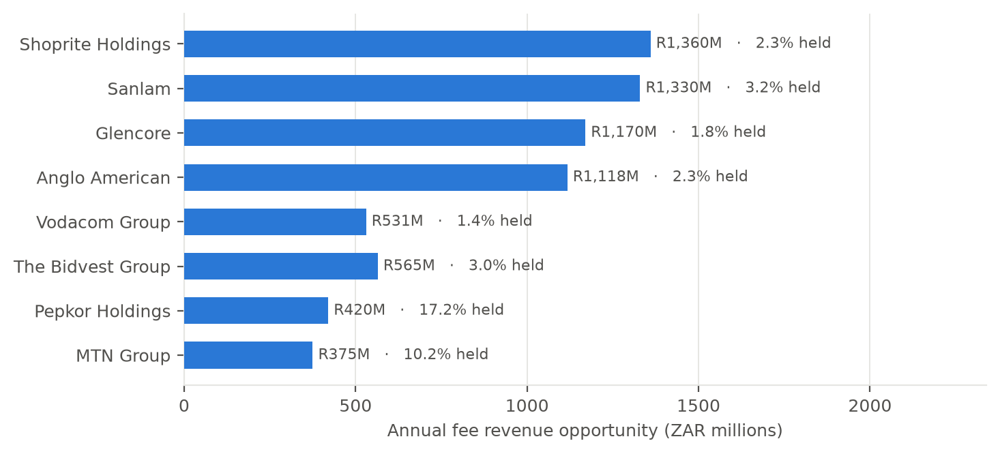 Shoprite Holdings R1,360M · 2.3% held
Sanlam R1,330M · 3.2% held
Glencore R1,170M · 1.8% held
Anglo American R1,118M · 2.3% held
Vodacom Group R531M · 1.4% held
The Bidvest Group R565M · 3.0% held
Pepkor Holdings R420M · 17.2% held
MTN Group R375M · 10.2% held
0 500 1000 1500 2000
Annual fee revenue opportunity (ZAR millions)